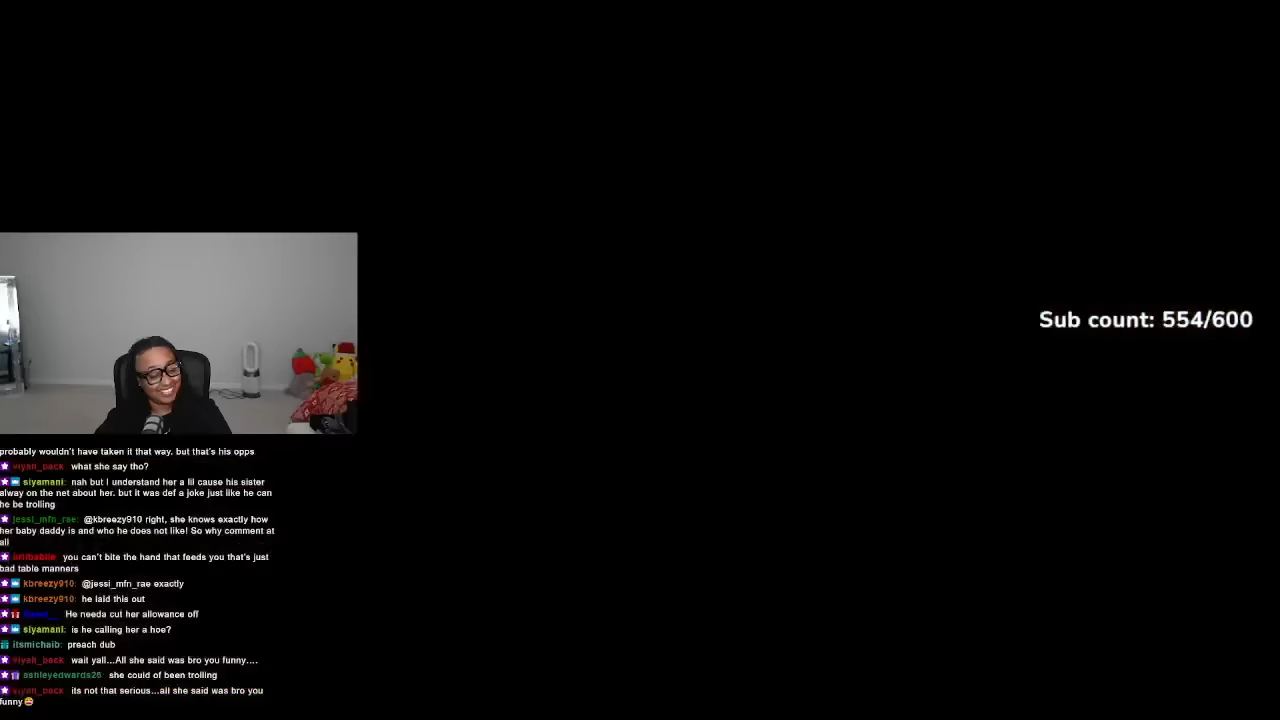 Sub count: 554/600
probably wouldn't have taken it that way. but that's his opps
what she say tho?
siyamani: nah but I understand her a lil cause his sister
alway on the net about her. but it was def a joke just like he can
he be trolling
jessi_mfn_rae: @kbreezy910 right, she knows exactly how
her baby daddy is and who he does not like! So why comment at
all
you can't bite the hand that feeds you that's just
bad table manners
kbreezy910: @jessi_mfn_rae exactly
kbreezy910: he laid this out
He needa cut her allowance off
siyamani: is he calling her a hoe?
itsmichaib: preach dub
wait yall...All she said was bro you funny....
ashleyedwards26 she could of been trolling
its not that serious...all she said was bro you
funny😄